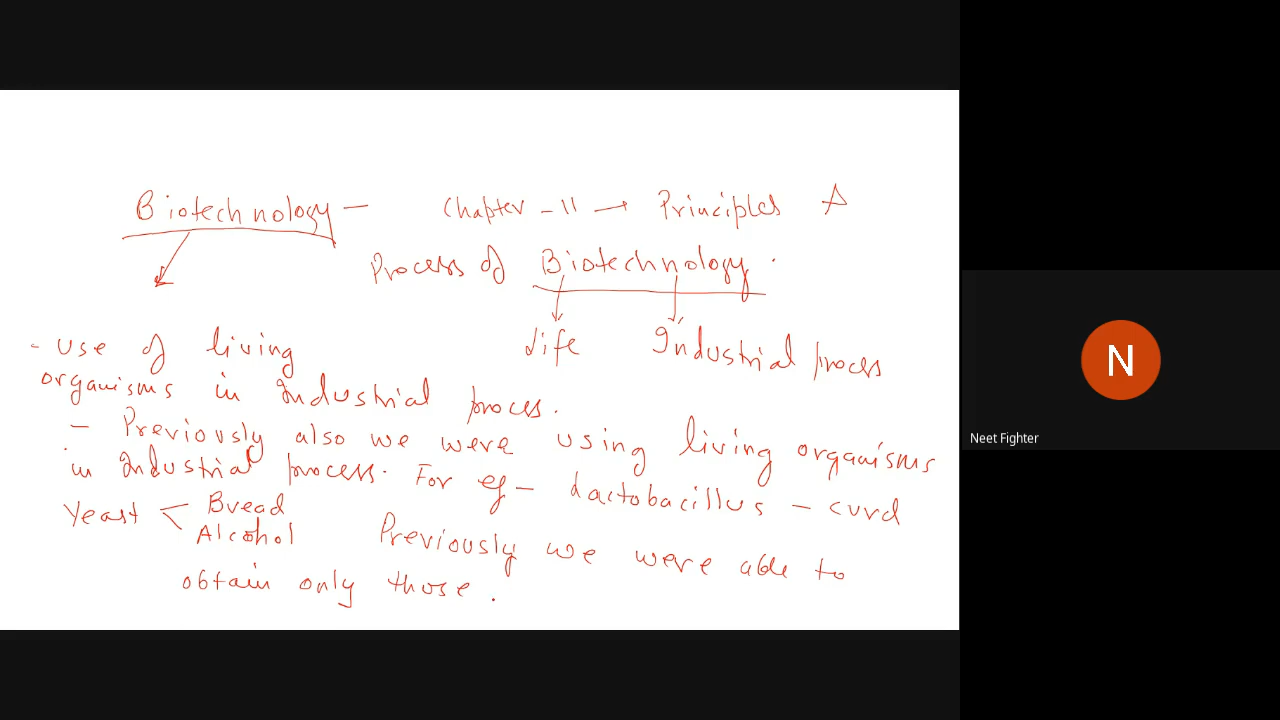 Biotechnology - Chapter - 11 → Principles &
Process of Biotechnology.
Life Industrial process
- use of living
organisms in Industrial proces.
- Previously also we were using living organisms
in Industrial process. For eg - Lactobacillus - curd
Yeast < Bread
Alcohol Previously we were able to
obtain only those.
N
Neet Fighter